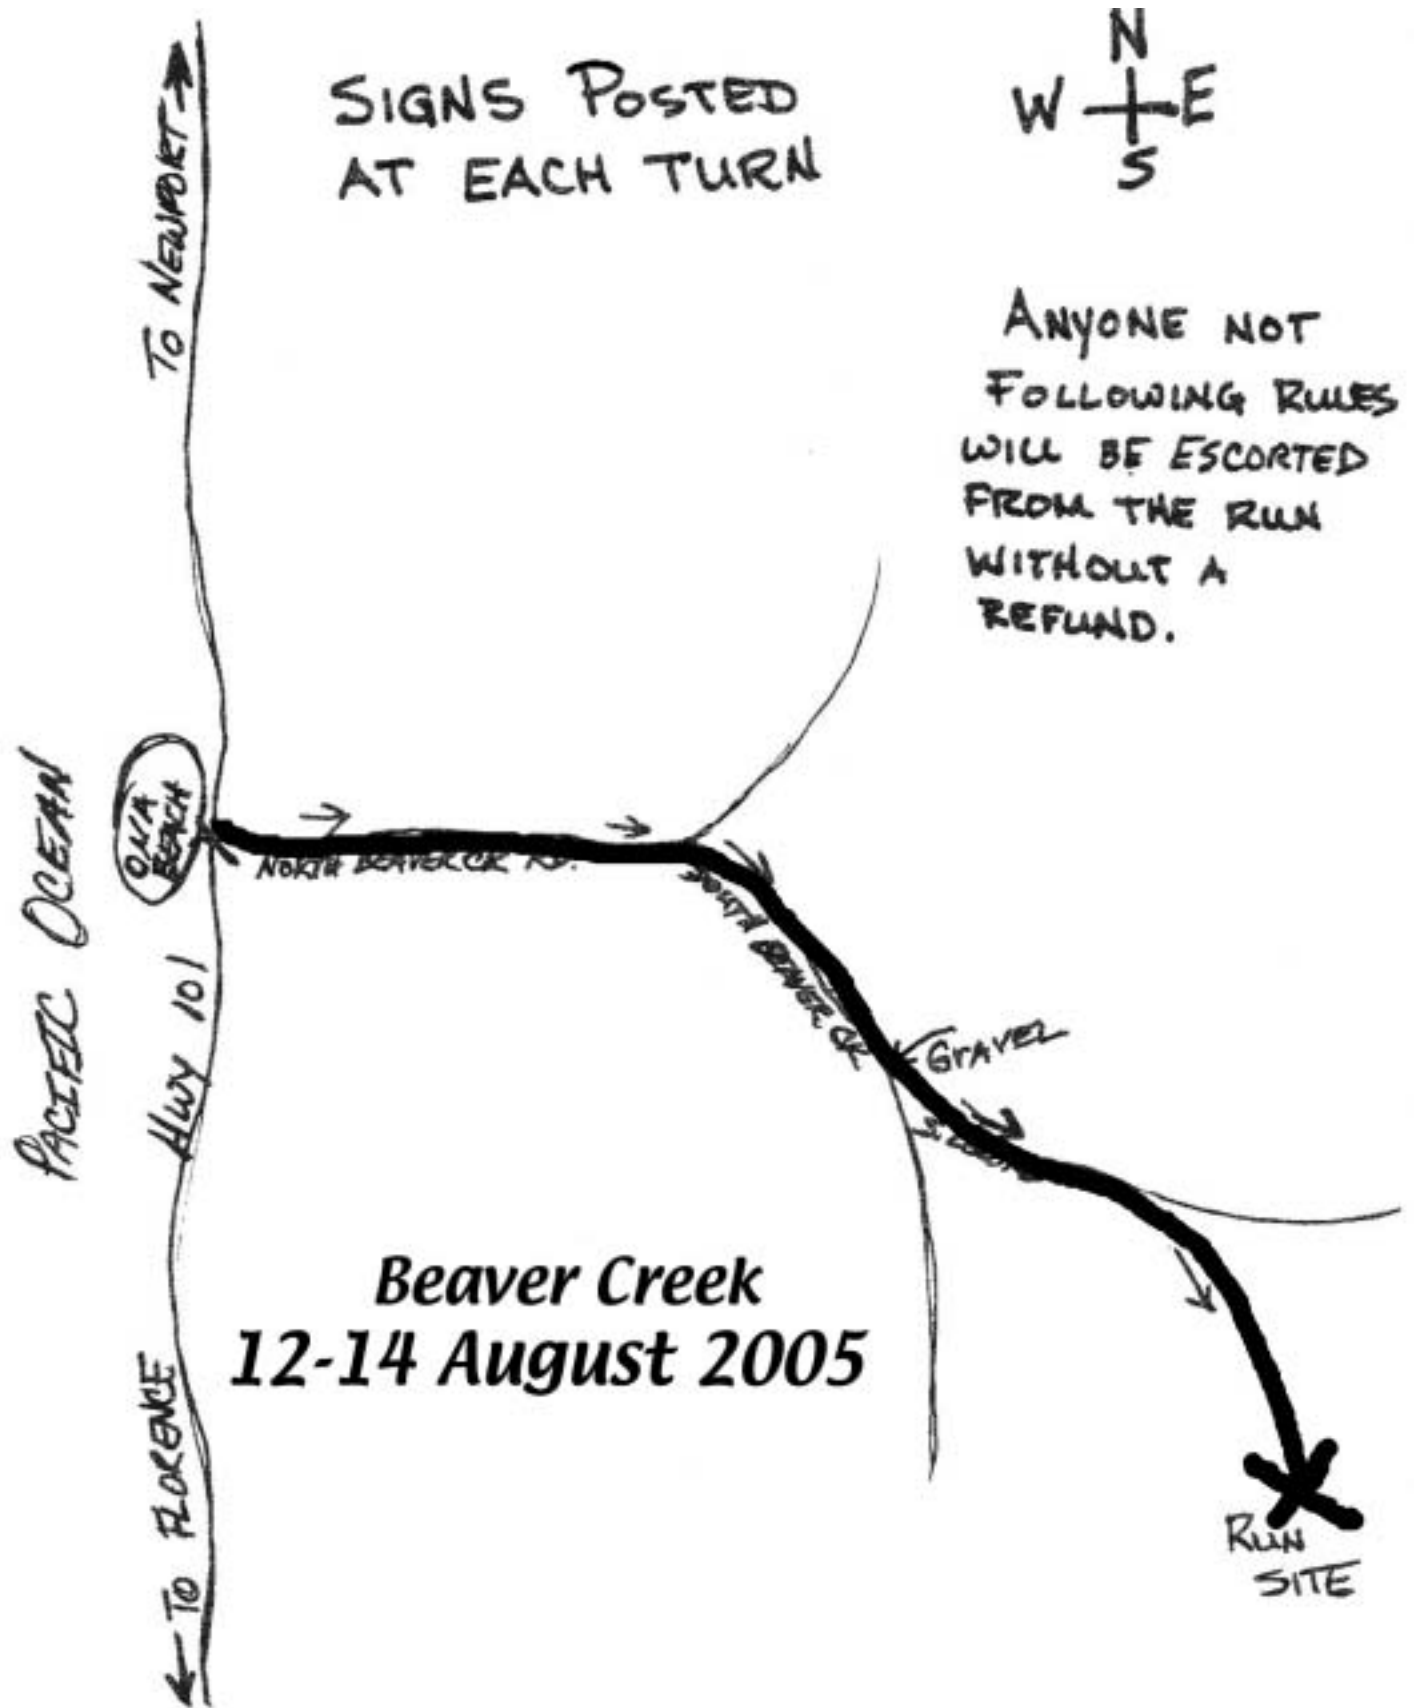 N
W E
S
SIGNS POSTED
AT EACH TURN
TO NEWPORT
ANYONE NOT
FOLLOWING RULES
WILL BE ESCORTED
FROM THE RUN
WITHOUT A
REFUND.
PACIFIC OCEAN
ONA
BEACH
NORTH BEAVER CR RD.
SOUTH BEAVER CR
GRAVEL
HWY 101
Beaver Creek
12-14 August 2005
TO FLORENCE
RUN
SITE